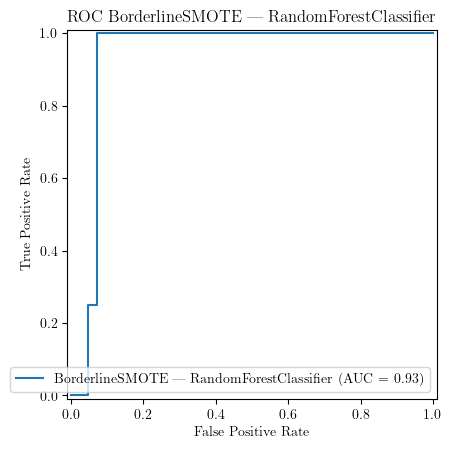 ROC BorderlineSMOTE — RandomForestClassifier
1.0
0.8
0.6
0.4
0.2
0.0
True Positive Rate
BorderlineSMOTE — RandomForestClassifier (AUC = 0.93)
0.0 0.2 0.4 0.6 0.8 1.0
False Positive Rate